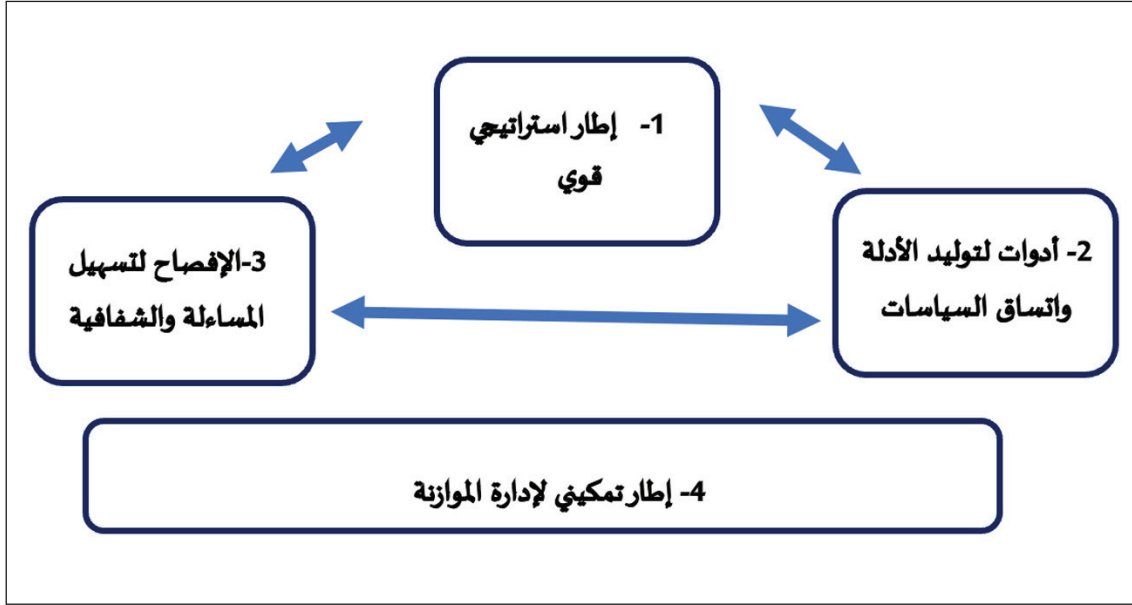 1- إطار استراتيجي
قوي
2- أدوات لتوليد الأدلة
واتساق السياسات
3-الإفصاح لتسهيل
المساءلة والشفافية
4- إطار تمكيني لإدارة الموازنة